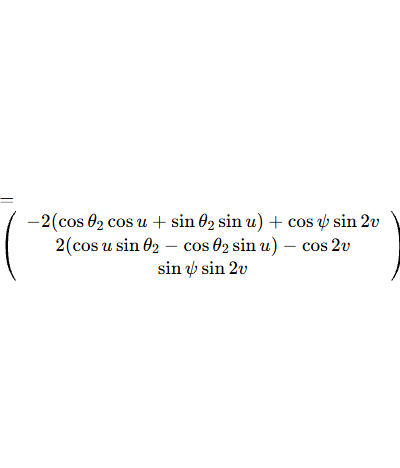 =
−2(cos θ₂ cos u + sin θ₂ sin u) + cos ψ sin 2v
2(cos u sin θ₂ − cos θ₂ sin u) − cos 2v
sin ψ sin 2v